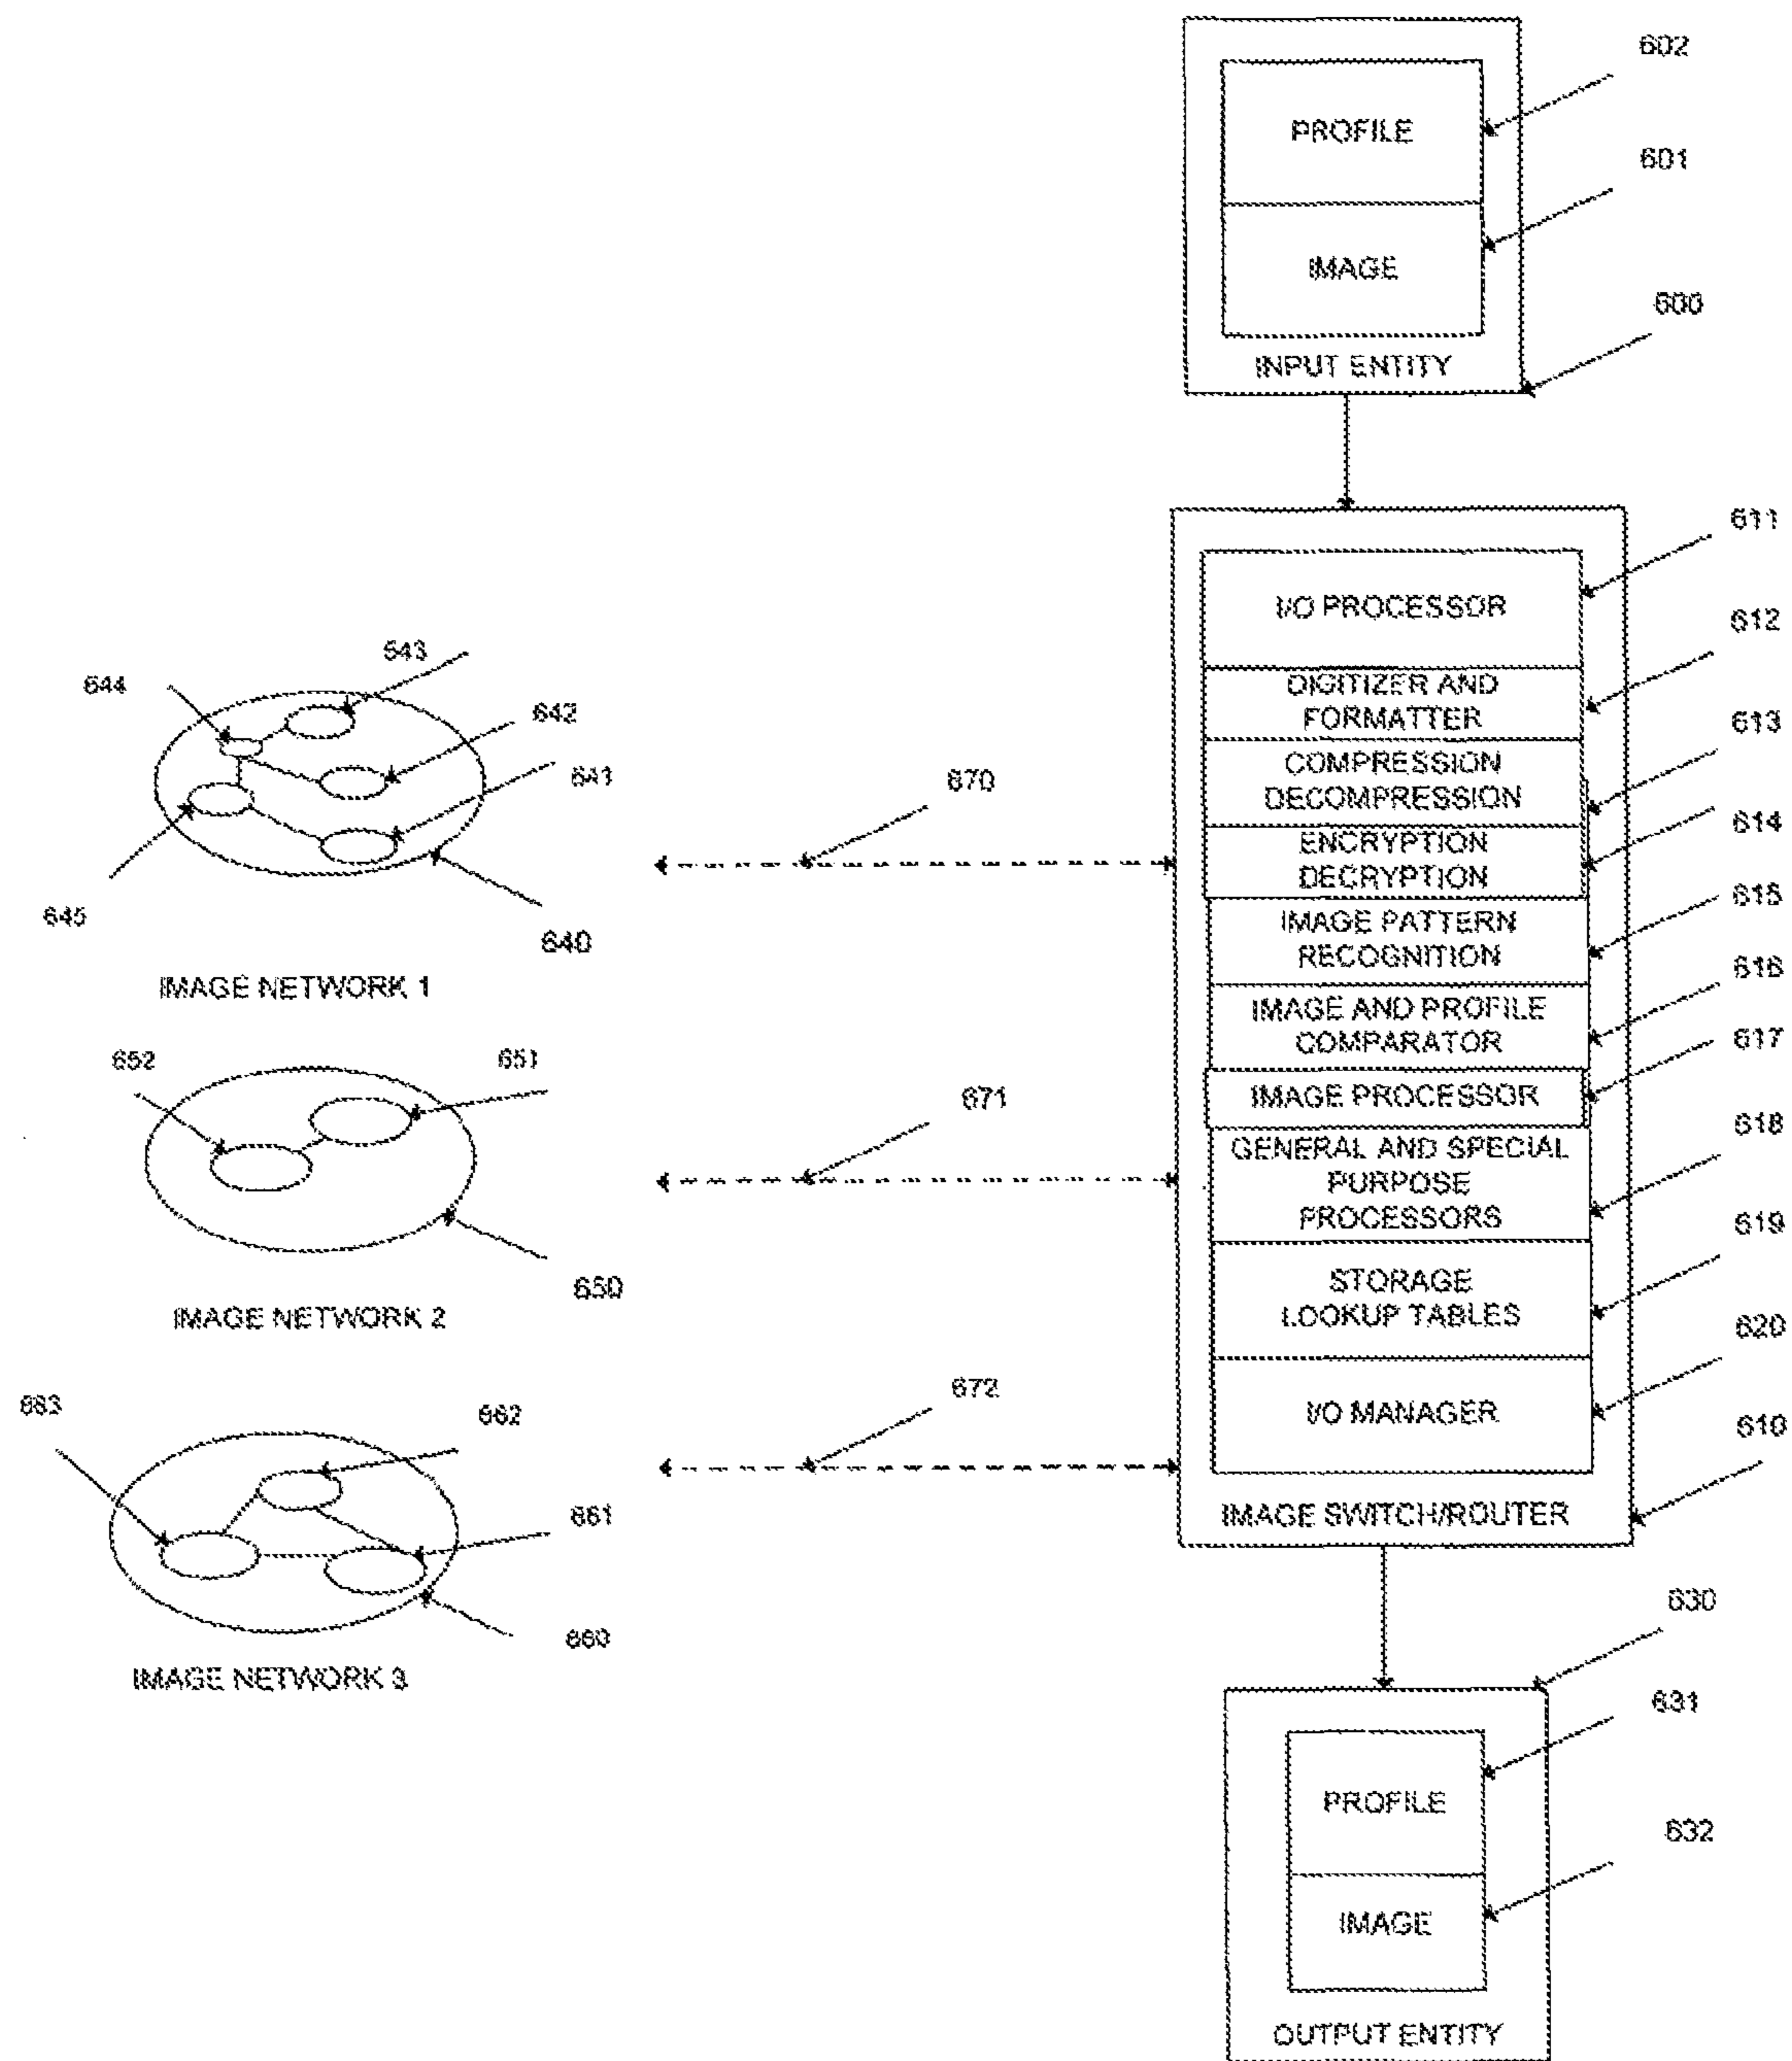 602
PROFILE
601
IMAGE
600
INPUT ENTITY
611
I/O PROCESSOR
612
DIGITIZER AND
FORMATTER
613
COMPRESSION
DECOMPRESSION
614
ENCRYPTION
DECRYPTION
615
IMAGE PATTERN
RECOGNITION
616
IMAGE AND PROFILE
COMPARATOR
617
IMAGE PROCESSOR
618
GENERAL AND SPECIAL
PURPOSE
PROCESSORS
619
STORAGE
LOOKUP TABLES
620
I/O MANAGER
610
IMAGE SWITCH/ROUTER
643
644
642
641
670
645
640
IMAGE NETWORK 1
652
651
671
650
IMAGE NETWORK 2
672
663
662
661
660
IMAGE NETWORK 3
630
631
PROFILE
632
IMAGE
OUTPUT ENTITY